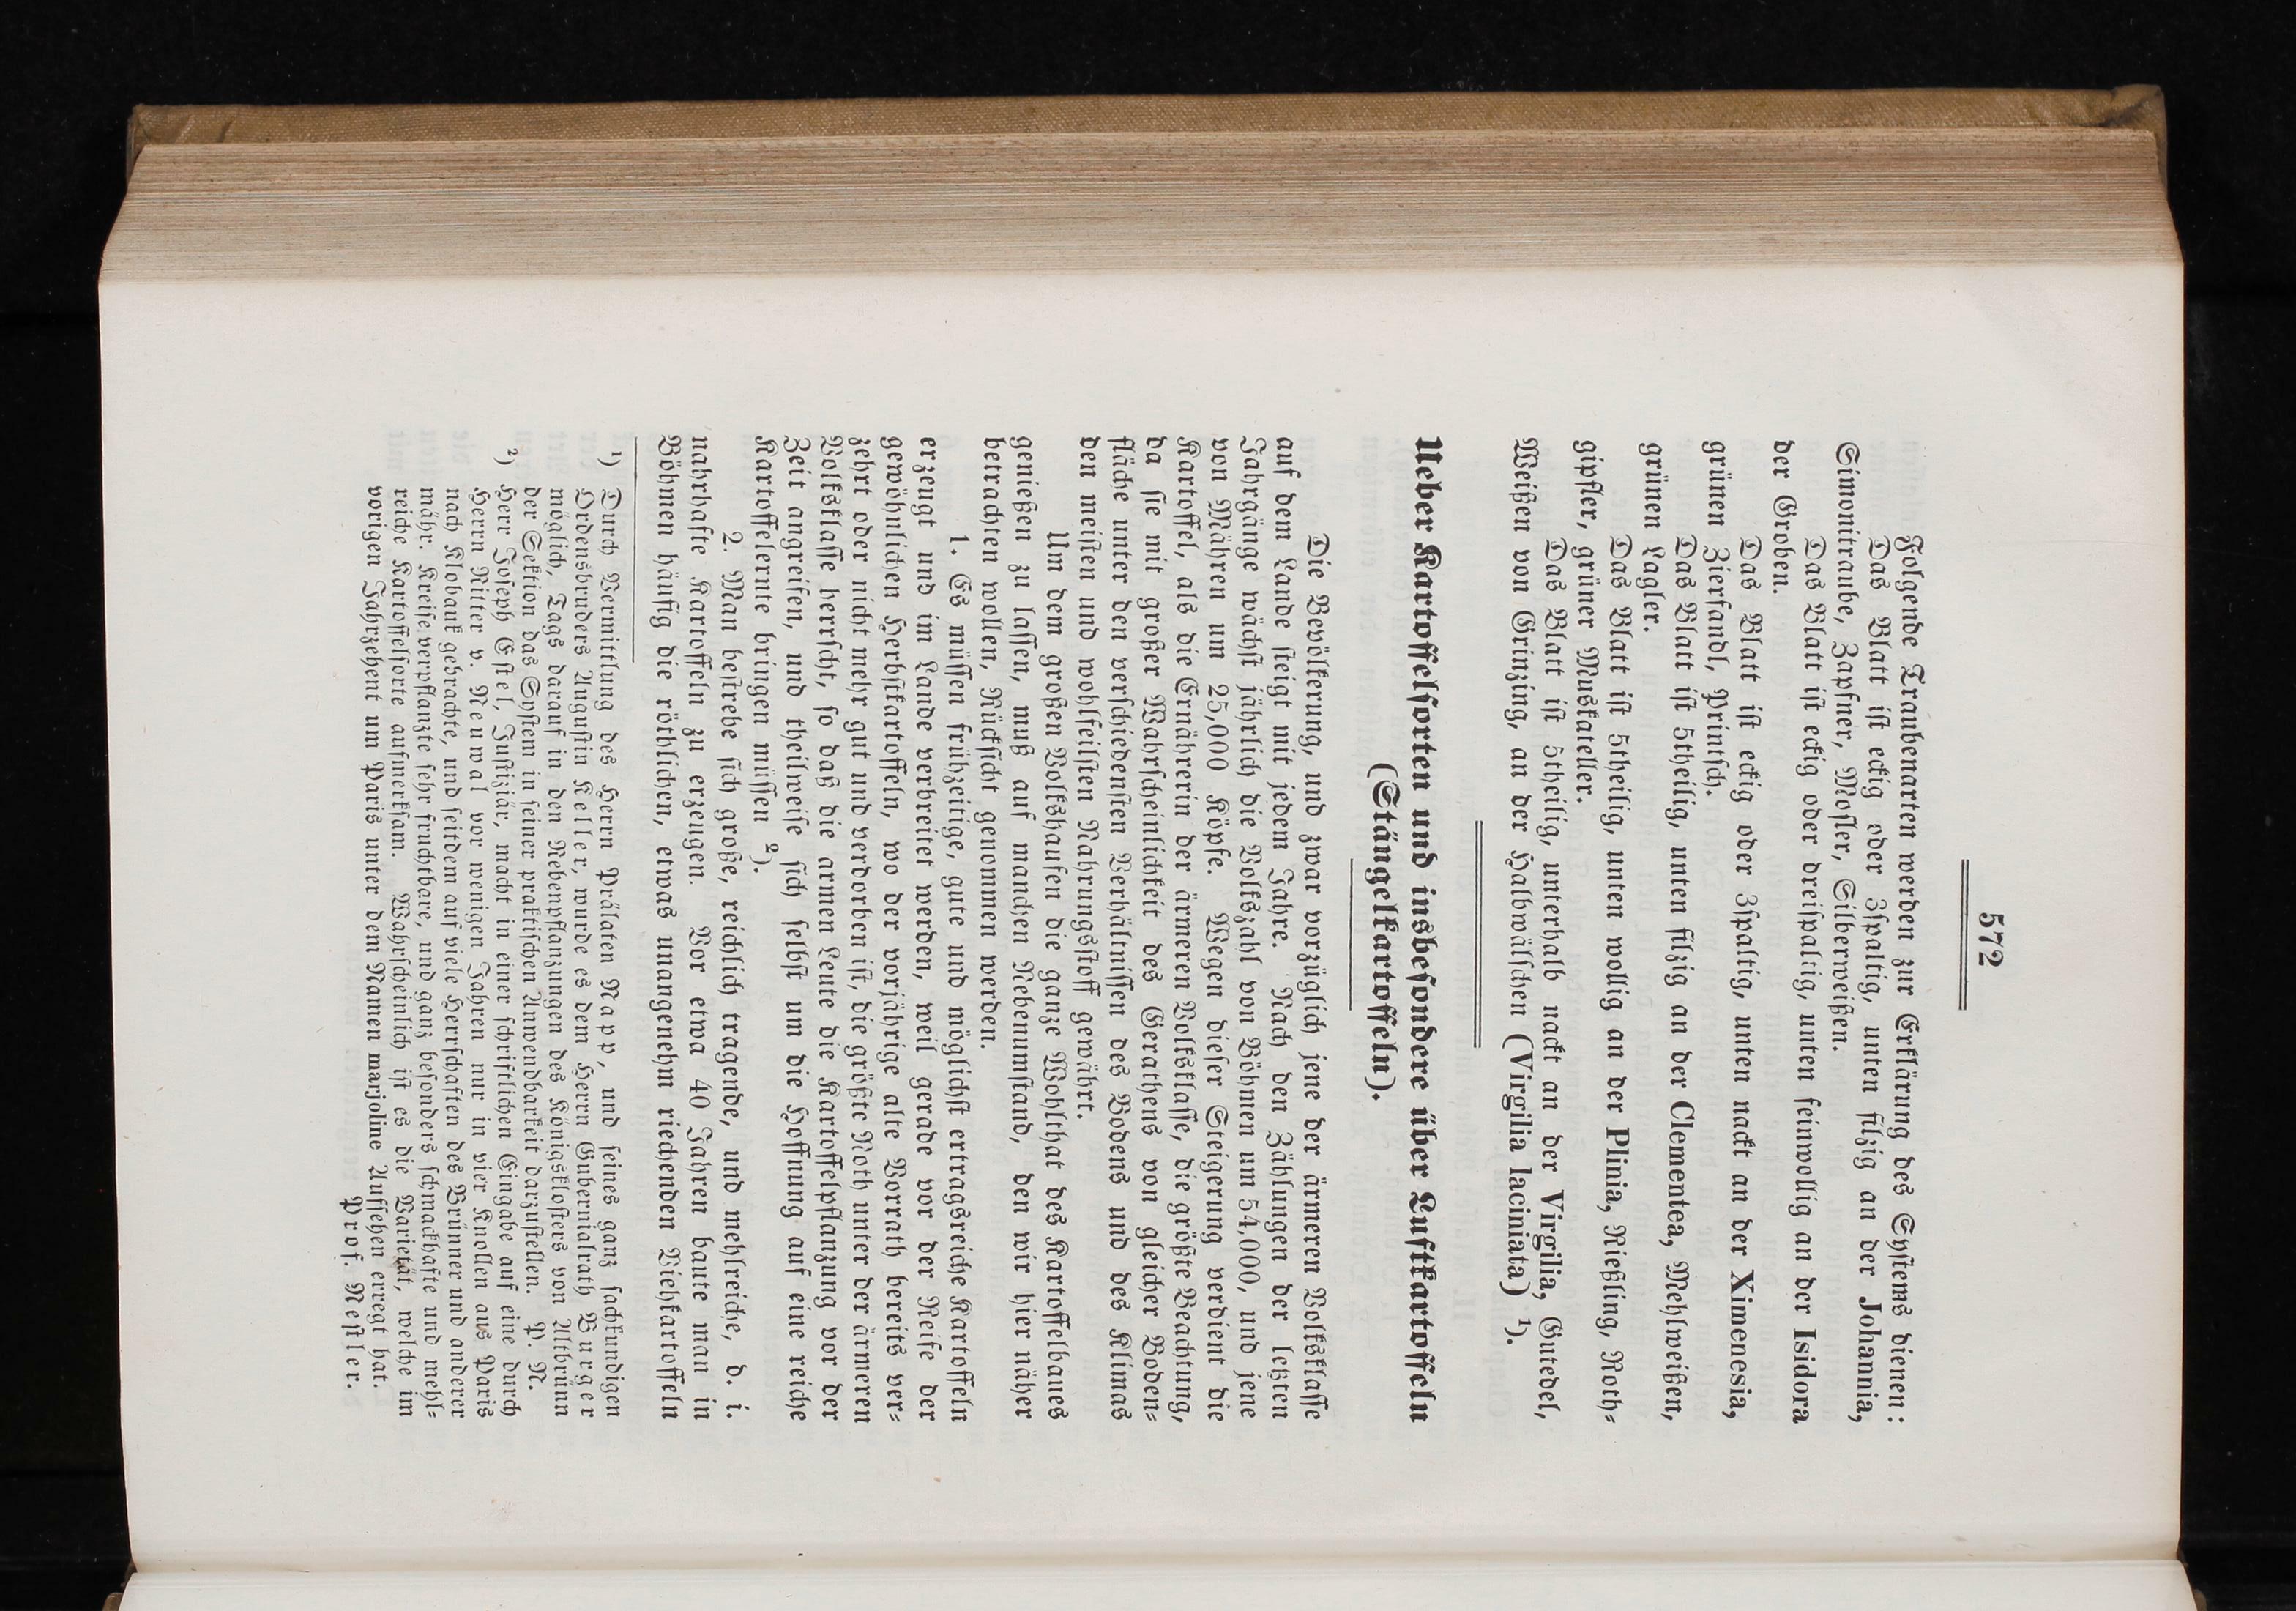 572
Folgende Traubenarten werden zur Erklärung des Systems dienen:
Das Blatt ist eckig oder 3spaltig, unten filzig an der Johannia,
Simonitraube, Zapfner, Mosler, Silberweißen.
Das Blatt ist eckig oder dreispaltig, unten feinwollig an der Isidora
der Groben.
Das Blatt ist eckig oder 3spaltig, unten nackt an der Ximenesia,
grünen Zierfandl, Printsch.
Das Blatt ist 5theilig, unten filzig an der Clementea, Mehlweißen,
grünen Lagler.
Das Blatt ist 5theilig, unten wollig an der Plinia, Rießling, Roth-
gipfler, grüner Muskateller.
Das Blatt ist 5theilig, unterhalb nackt an der Virgilia, Gutedel,
Weißen von Grinzing, an der Halbwälschen (Virgilia laciniata) ¹).
Ueber Kartoffelsorten und insbesondere über Luftkartoffeln
(Stängelkartoffeln).
Die Bevölkerung, und zwar vorzüglich jene der ärmeren Volksklasse
auf dem Lande steigt mit jedem Jahre. Nach den Zählungen der letzten
Jahrgänge wächst jährlich die Volkszahl von Böhmen um 54,000, und jene
von Mähren um 25,000 Köpfe. Wegen dieser Steigerung verdient die
Kartoffel, als die Ernährerin der ärmeren Volksklasse, die größte Beachtung,
da sie mit großer Wahrscheinlichkeit des Gerathens von gleicher Boden-
fläche unter den verschiedensten Verhältnissen des Bodens und des Klimas
den meisten und wohlfeilsten Nahrungsstoff gewährt.
Um dem großen Volkshaufen die ganze Wohlthat des Kartoffelbaues
genießen zu lassen, muß auf manchen Nebenumstand, den wir hier näher
betrachten wollen, Rücksicht genommen werden.
1. Es müssen frühzeitige, gute und möglichst ertragsreiche Kartoffeln
erzeugt und im Lande verbreitet werden, weil gerade vor der Reife der
gewöhnlichen Herbstkartoffeln, wo der vorjährige alte Vorrath bereits ver-
zehrt oder nicht mehr gut und verdorben ist, die größte Noth unter der ärmeren
Volksklasse herrscht, so daß die armen Leute die Kartoffelpflanzung vor der
Zeit angreifen, und theilweise sich selbst um die Hoffnung auf eine reiche
Kartoffelernte bringen müssen ²).
2. Man bestrebe sich große, reichlich tragende, und mehlreiche, d. i.
nahrhafte Kartoffeln zu erzeugen. Vor etwa 40 Jahren baute man in
Böhmen häufig die röthlichen, etwas unangenehm riechenden Viehkartoffeln
¹) Durch Vermittlung des Herrn Prälaten Napp, und seines ganz sachkundigen
Ordensbruders Augustin Keller, wurde es dem Herrn Gubernialrath Burger
möglich, Tags darauf in den Rebenpflanzungen des Königsklosters von Altbrünn
der Sektion das System in seiner praktischen Anwendbarkeit darzustellen. P. R.
²) Herr Joseph Estel, Justiziär, macht in einer schriftlichen Eingabe auf eine durch
Herrn Ritter v. Neuwal vor wenigen Jahren nur in vier Knollen aus Paris
nach Klobauk gebrachte, und seitdem auf viele Herrschaften des Brünner und anderer
mähr. Kreise verpflanzte sehr fruchtbare, und ganz besonders schmackhafte und mehl-
reiche Kartoffelsorte aufmerksam. Wahrscheinlich ist es die Varietät, welche im
vorigen Jahrzehent um Paris unter dem Namen marjoline Aufsehen erregt hat.
Prof. Nestler.